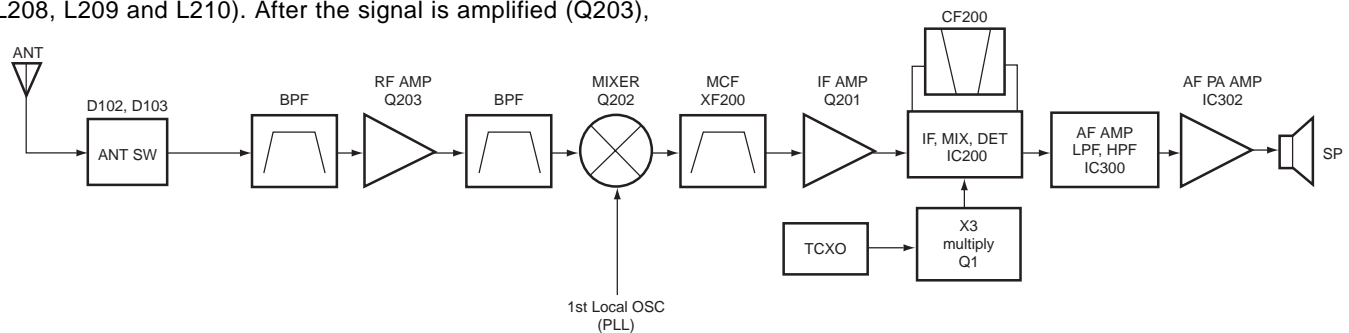 L208, L209 and L210). After the signal is amplified (Q203),
CF200
ANT
D102, D103
ANT SW
BPF
RF AMP
Q203
BPF
MIXER
Q202
MCF
XF200
IF AMP
Q201
IF, MIX, DET
IC200
AF AMP
LPF, HPF
IC300
AF PA AMP
IC302
SP
TCXO
X3
multiply
Q1
1st Local OSC
(PLL)